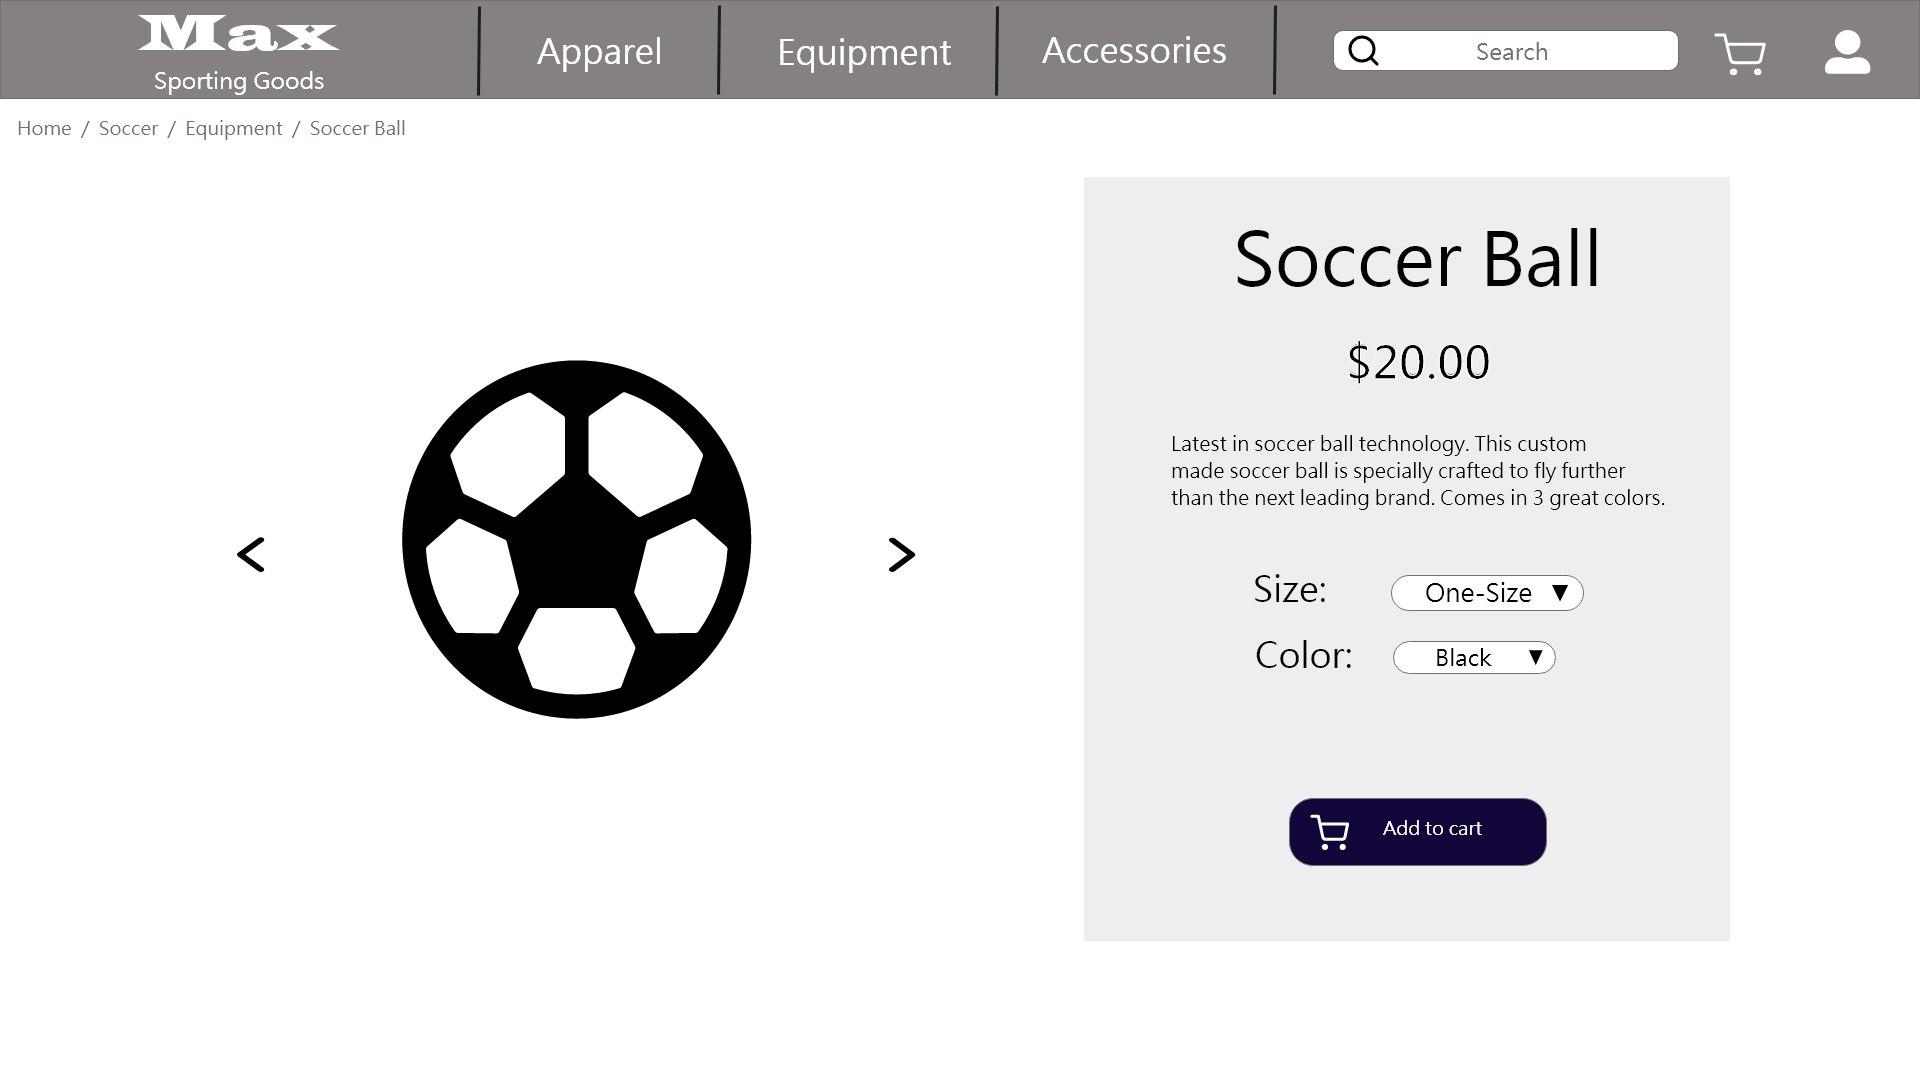 Max
Sporting Goods
Apparel
Equipment
Accessories
Search
Home / Soccer / Equipment / Soccer Ball
Soccer Ball
$20.00
Latest in soccer ball technology. This custom
made soccer ball is specially crafted to fly further
than the next leading brand. Comes in 3 great colors.
Size: One-Size ▼
Color: Black ▼
Add to cart